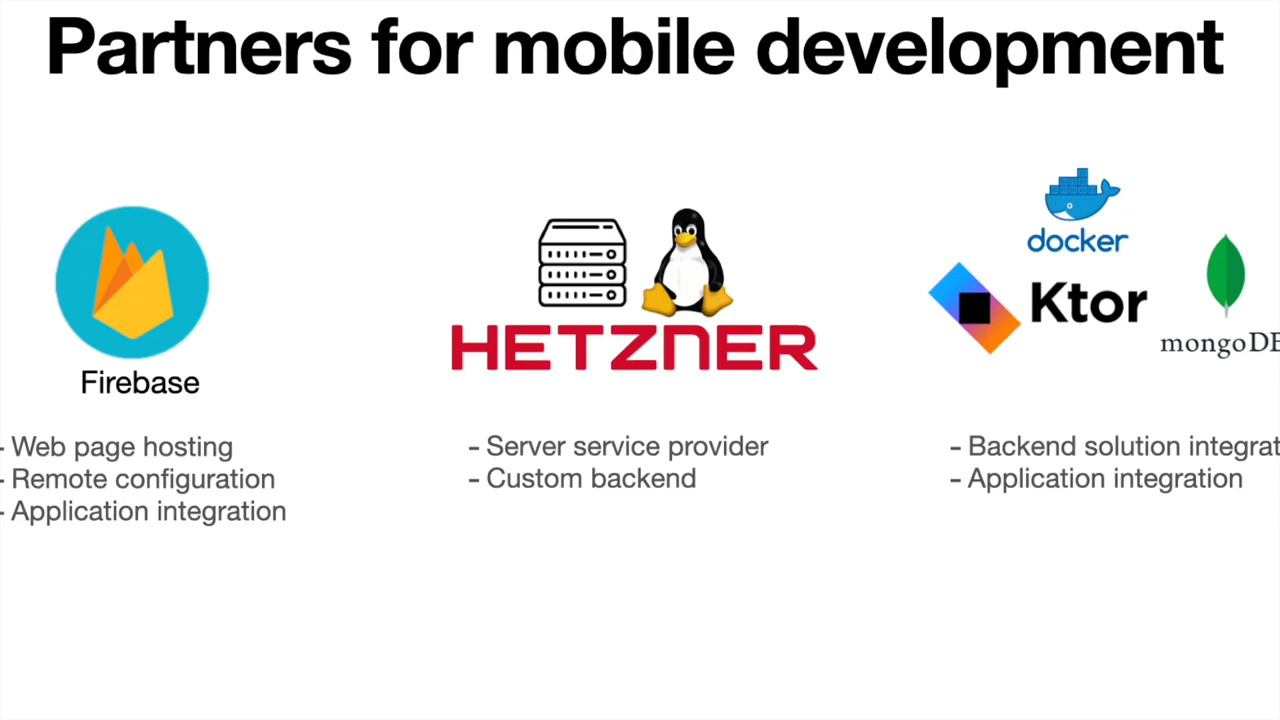 Partners for mobile development
Firebase
- Web page hosting
- Remote configuration
- Application integration
HETZNER
- Server service provider
- Custom backend
docker
Ktor
mongoDB
- Backend solution integrat
- Application integration